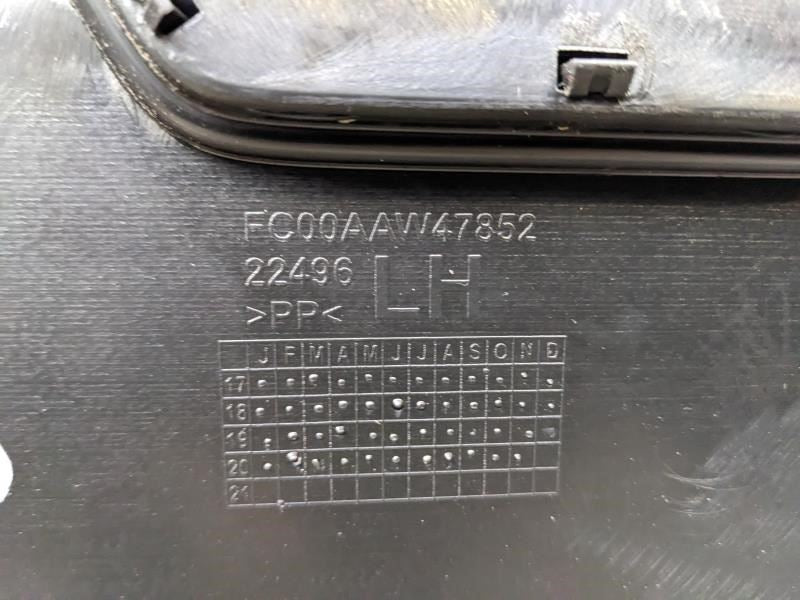 FC00AAW47852
22496 LH
>PP<
J F M A M J J A S O N D
17
18
19
20
21